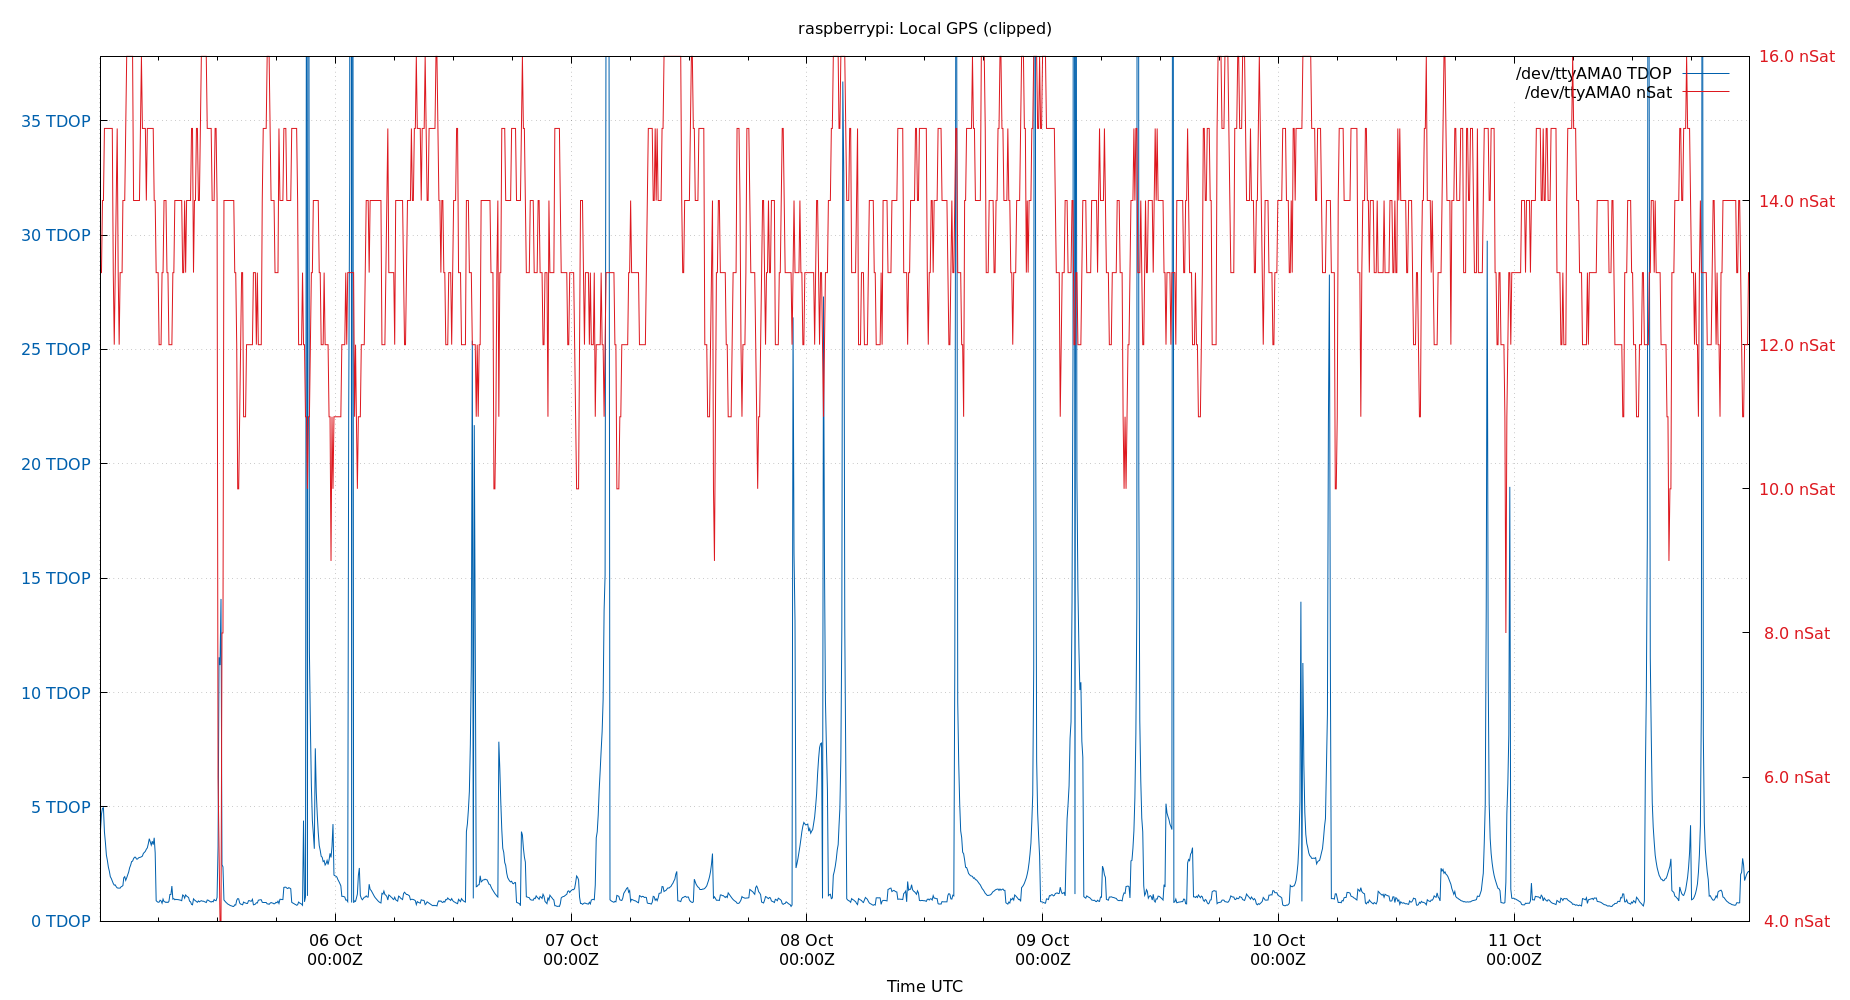 raspberrypi: Local GPS (clipped)
16.0 nSat
/dev/ttyAMA0 TDOP
/dev/ttyAMA0 nSat
35 TDOP
14.0 nSat
30 TDOP
12.0 nSat
25 TDOP
20 TDOP
10.0 nSat
15 TDOP
8.0 nSat
10 TDOP
6.0 nSat
5 TDOP
0 TDOP
4.0 nSat
06 Oct 07 Oct 08 Oct 09 Oct 10 Oct 11 Oct
00:00Z 00:00Z 00:00Z 00:00Z 00:00Z 00:00Z
Time UTC